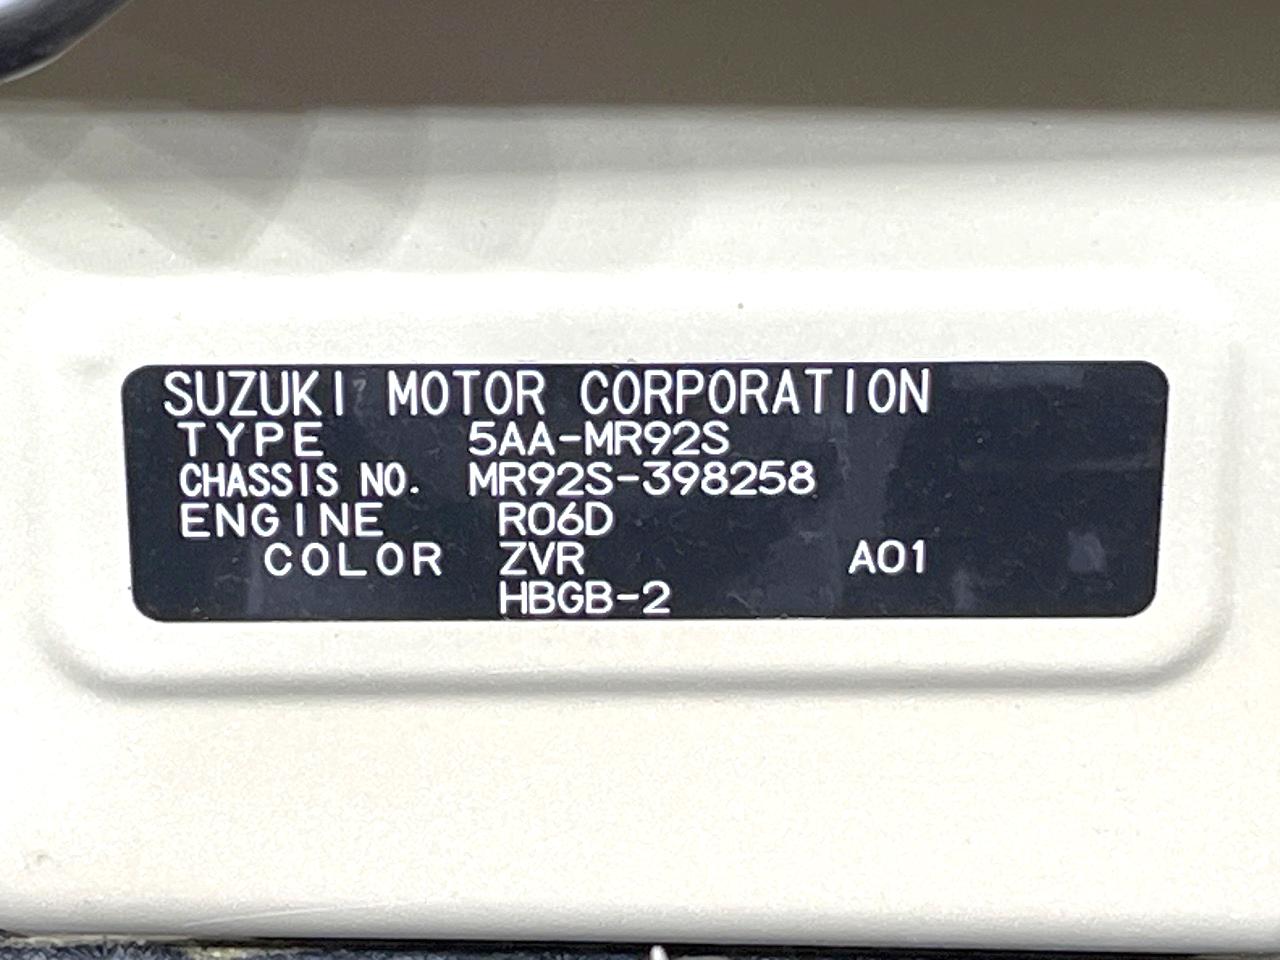 SUZUKI MOTOR CORPORATION
TYPE 5AA-MR92S
CHASSIS NO. MR92S-398258
ENGINE R06D
COLOR ZVR A01
HBGB-2